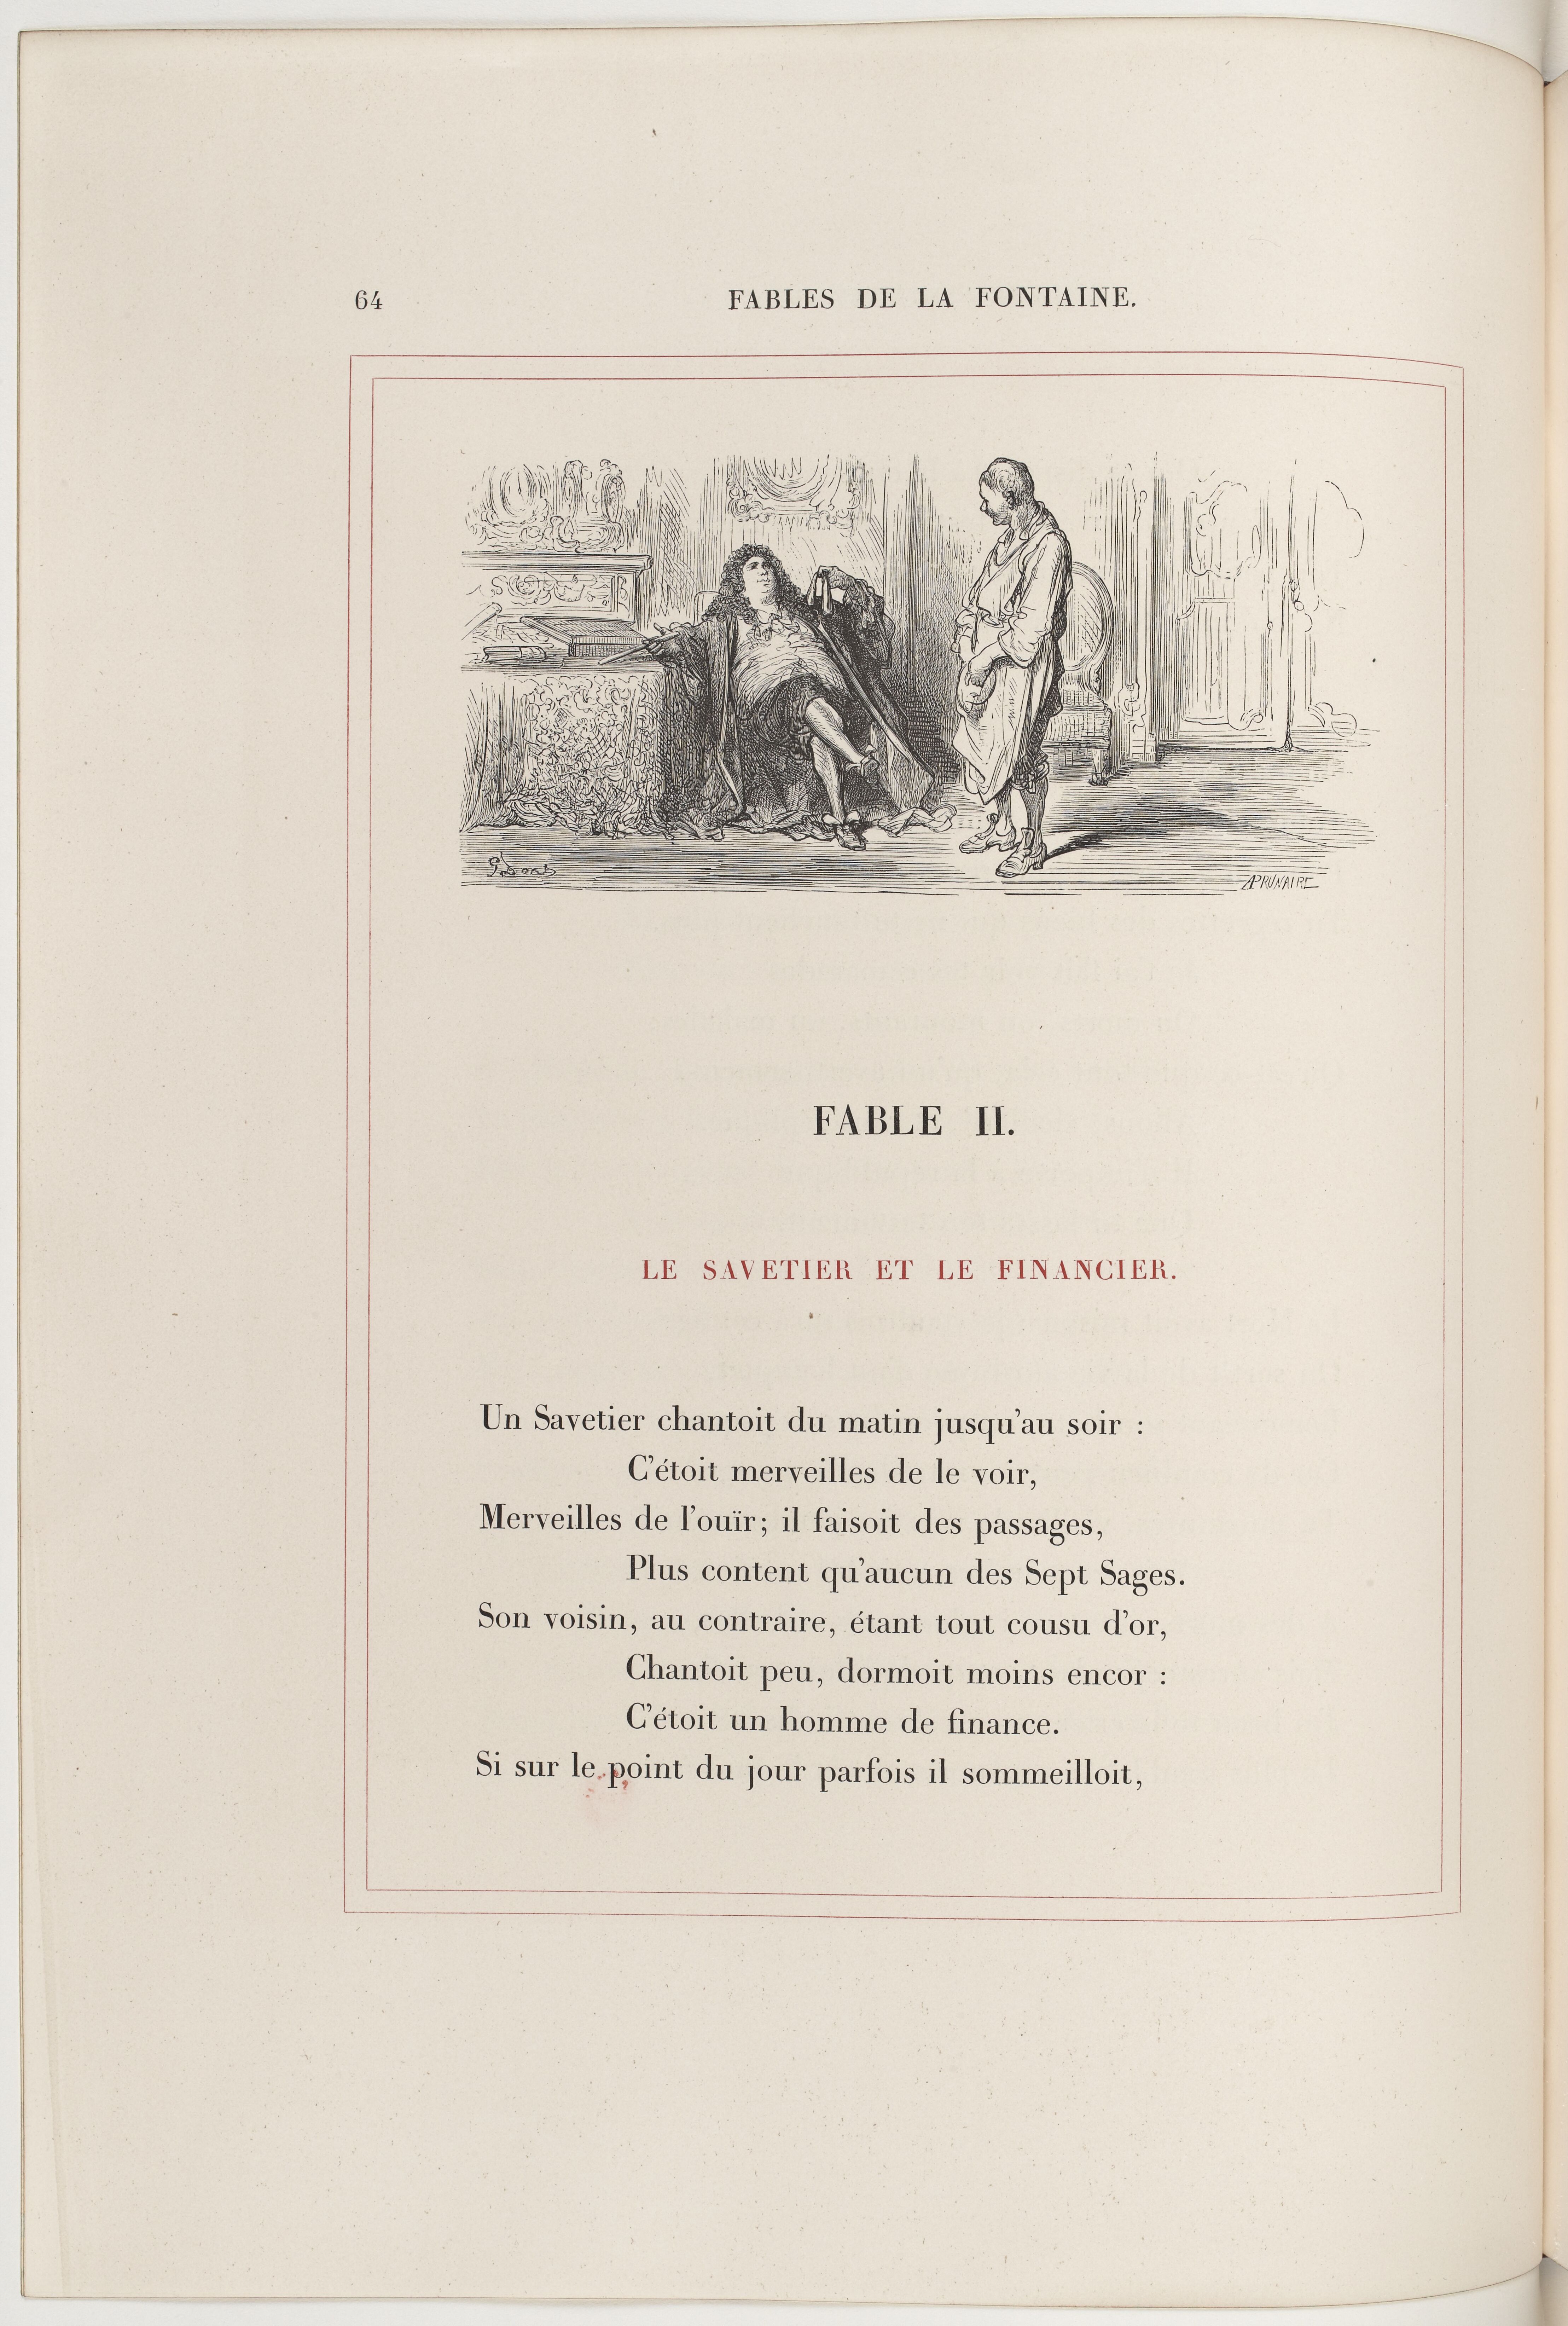 64
FABLES DE LA FONTAINE.
G. Doré
APRUNAIRE
FABLE II.
LE SAVETIER ET LE FINANCIER.
Un Savetier chantoit du matin jusqu'au soir :
C'étoit merveilles de le voir,
Merveilles de l'ouïr; il faisoit des passages,
Plus content qu'aucun des Sept Sages.
Son voisin, au contraire, étant tout cousu d'or,
Chantoit peu, dormoit moins encor :
C'étoit un homme de finance.
Si sur le point du jour parfois il sommeilloit,